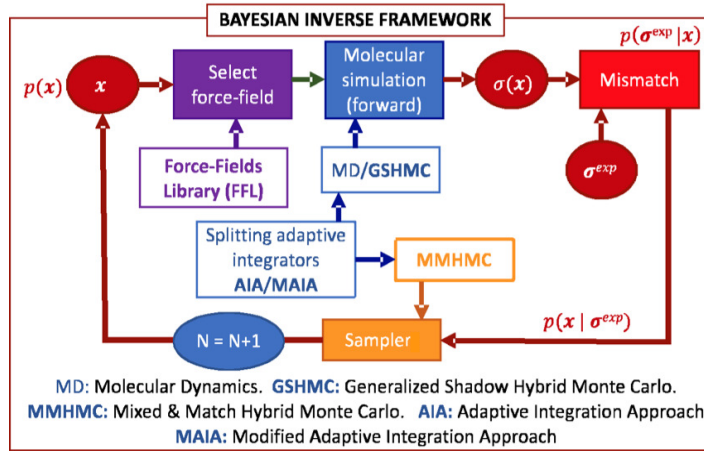 BAYESIAN INVERSE FRAMEWORK
p(σ^exp |x)
p(x)
x
Select
force-field
Molecular
simulation
(forward)
σ(x)
Mismatch
Force-Fields
Library (FFL)
MD/GSHMC
σ^exp
Splitting adaptive
integrators
AIA/MAIA
MMHMC
p(x | σ^exp)
N = N+1
Sampler
MD: Molecular Dynamics. GSHMC: Generalized Shadow Hybrid Monte Carlo.
MMHMC: Mixed & Match Hybrid Monte Carlo. AIA: Adaptive Integration Approach
MAIA: Modified Adaptive Integration Approach